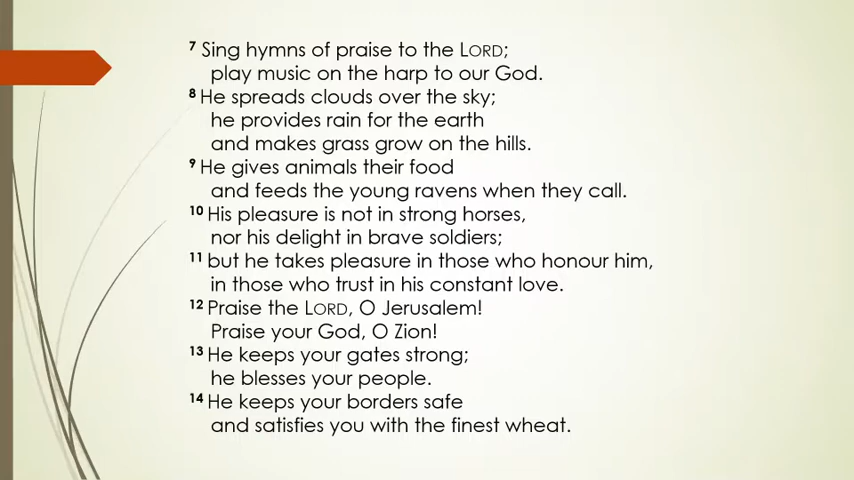 7 Sing hymns of praise to the LORD;
play music on the harp to our God.
8 He spreads clouds over the sky;
he provides rain for the earth
and makes grass grow on the hills.
9 He gives animals their food
and feeds the young ravens when they call.
10 His pleasure is not in strong horses,
nor his delight in brave soldiers;
11 but he takes pleasure in those who honour him,
in those who trust in his constant love.
12 Praise the LORD, O Jerusalem!
Praise your God, O Zion!
13 He keeps your gates strong;
he blesses your people.
14 He keeps your borders safe
and satisfies you with the finest wheat.